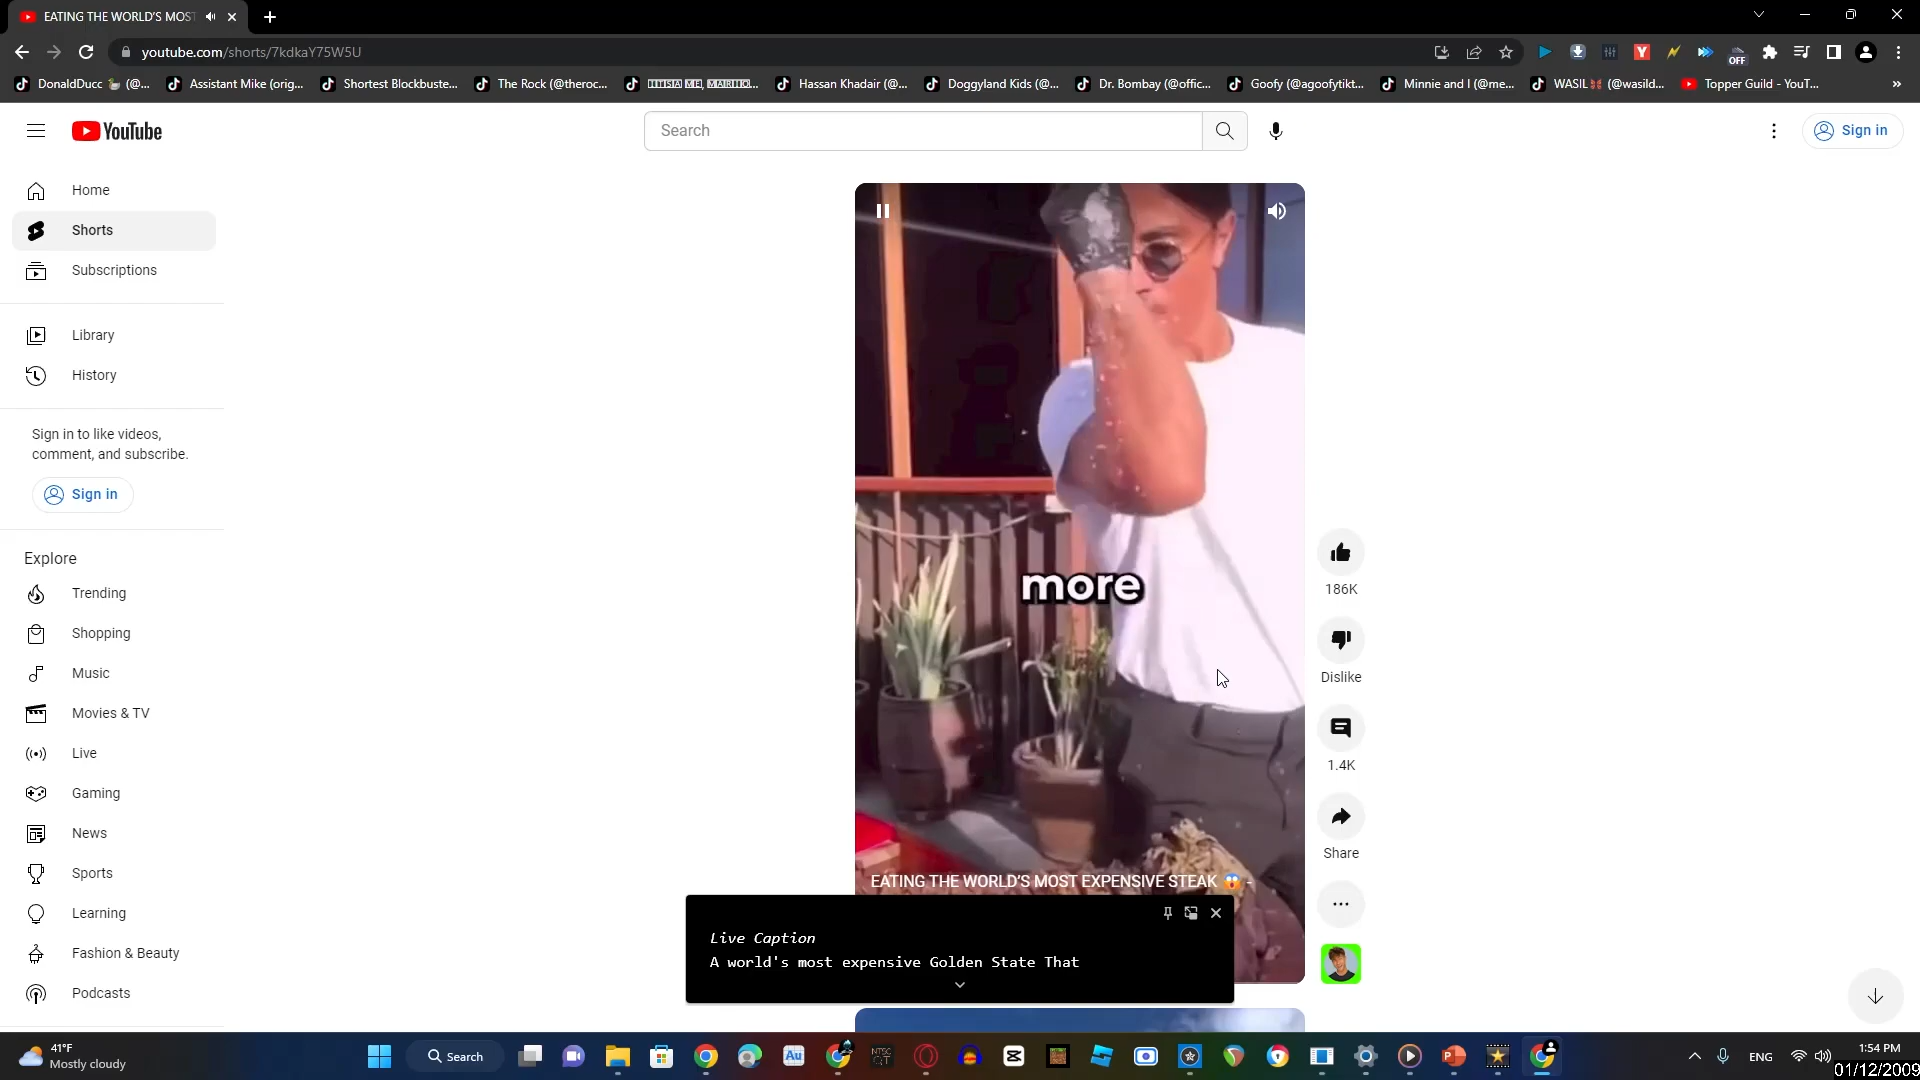 EATING THE WORLD'S MOST
youtube.com/shorts/7kdkaY75W5U
OFF
DonaldDucc 🦆 (@...
Assistant Mike (orig...
Shortest Blockbuste...
The Rock (@theroc...
Hassan Khadair (@...
Doggyland Kids (@...
Dr. Bombay (@offic...
Goofy (@agoofytikt...
Minnie and I (@me...
WASIL (@wasild...
Topper Guild - YouT...
YouTube
Search
Sign in
Home
Shorts
Subscriptions
Library
History
Sign in to like videos,
comment, and subscribe.
Sign in
Explore
Trending
Shopping
Music
Movies & TV
Live
Gaming
News
Sports
Learning
Fashion & Beauty
Podcasts
more
EATING THE WORLD'S MOST EXPENSIVE STEAK 😱 -
186K
Dislike
1.4K
Share
Live Caption
A world's most expensive Golden State That
41°F
Mostly cloudy
Search
Au
NTSC
QT
ENG
1:54 PM
01/12/2009